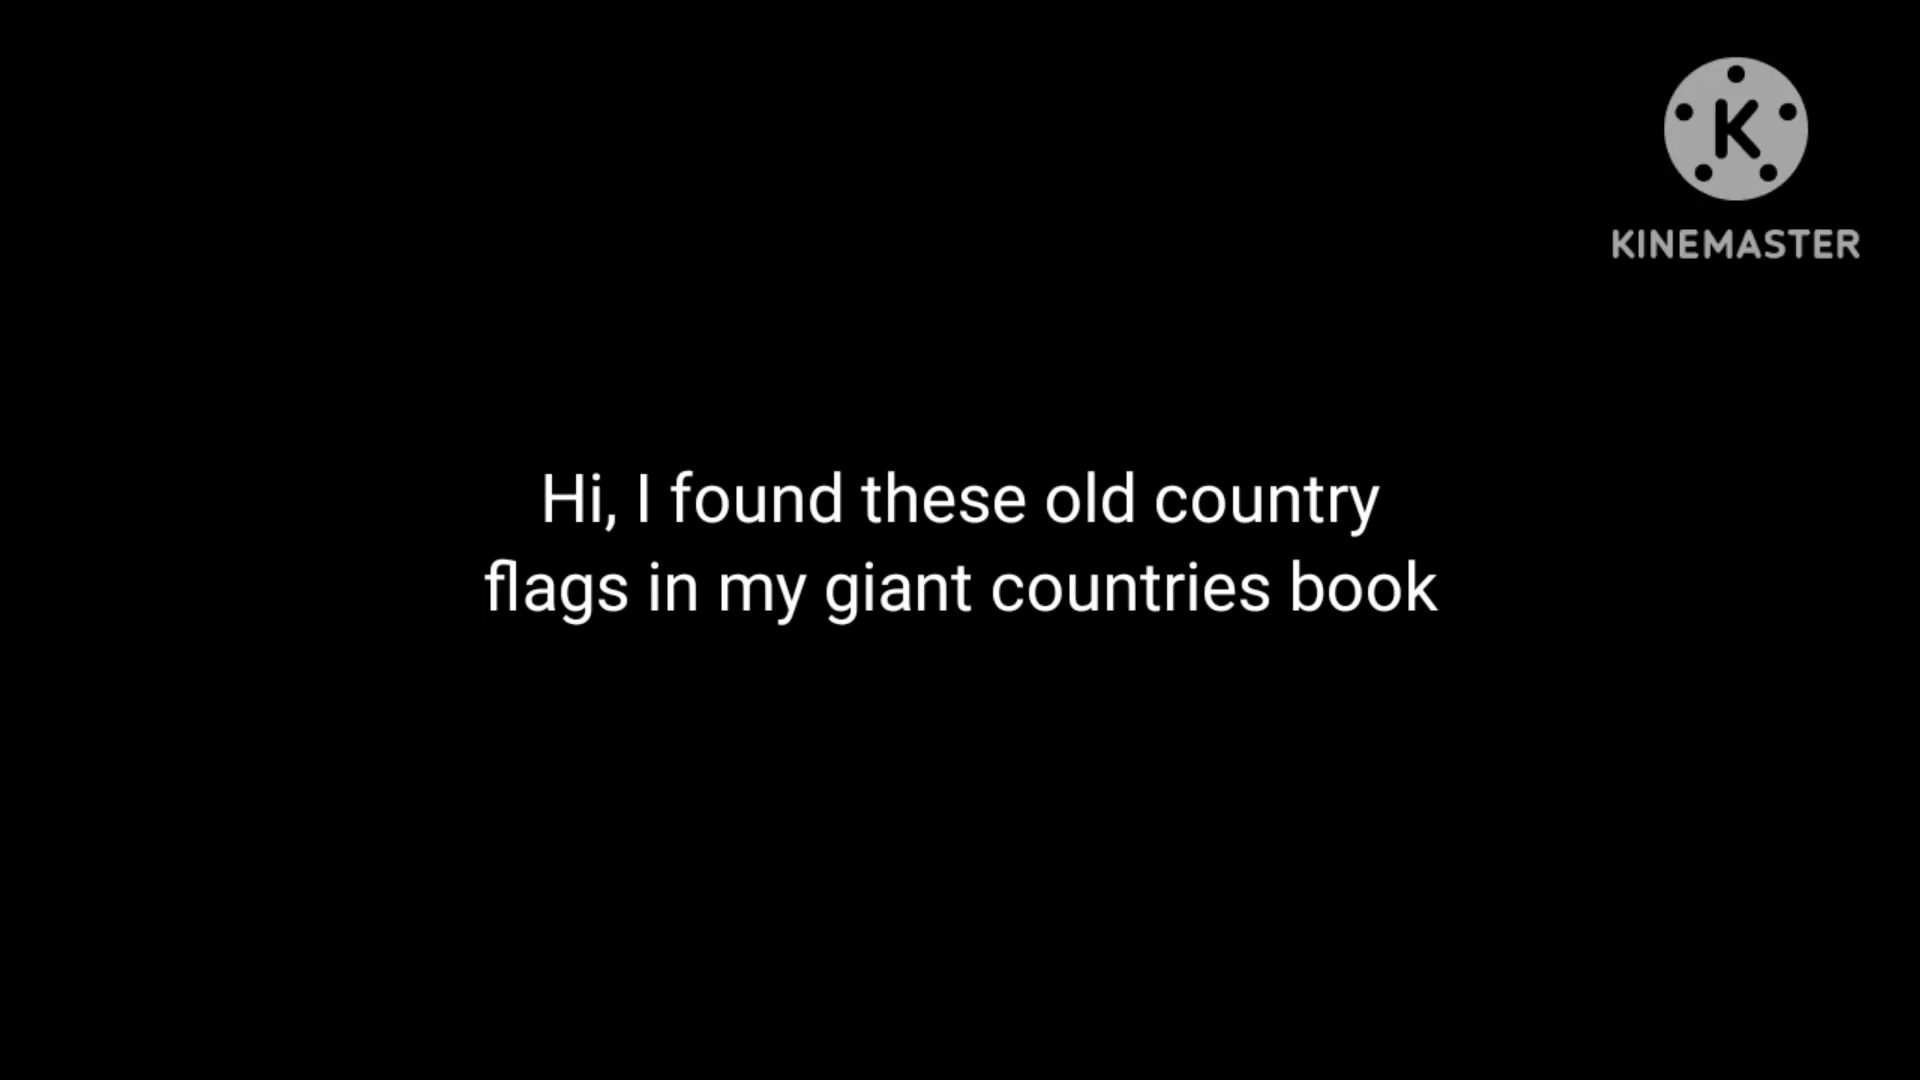 K
KINEMASTER
Hi, I found these old country
flags in my giant countries book